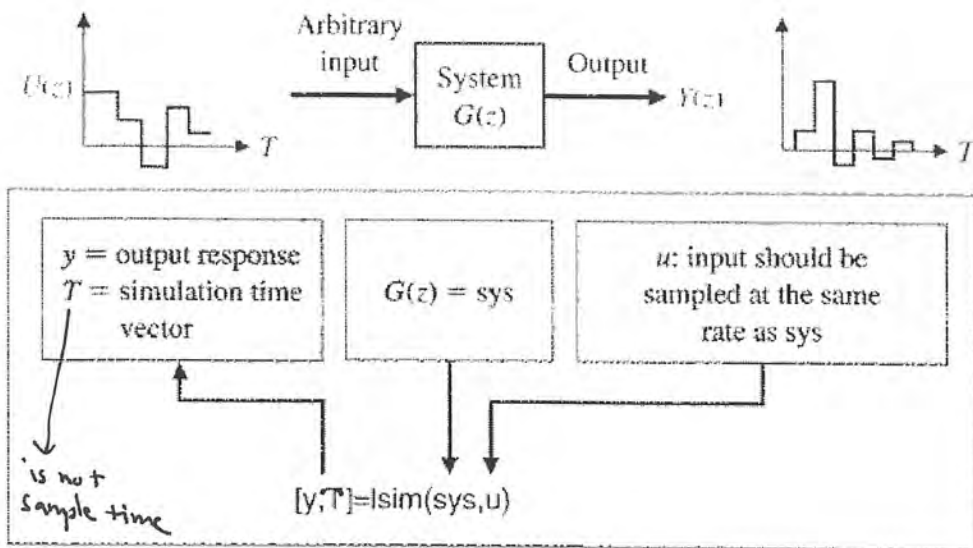 Arbitrary
input
System
G(z)
Output
U(z)
T
Y(z)
T
y = output response
T = simulation time
vector
G(z) = sys
u: input should be
sampled at the same
rate as sys
is not
sample time
[y,T]=lsim(sys,u)